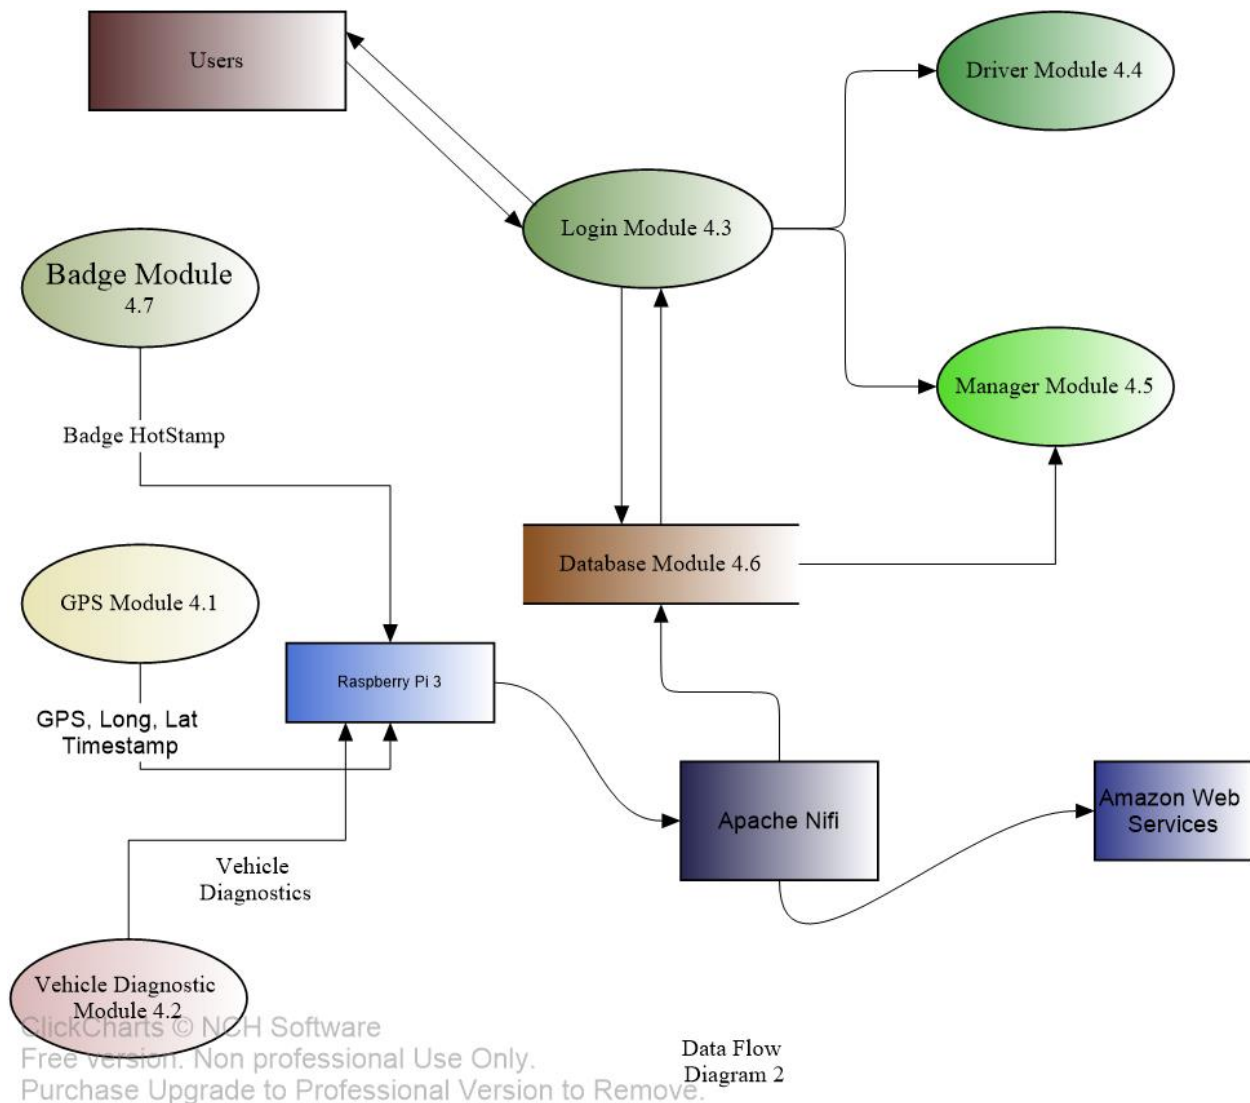 Users
Driver Module 4.4
Login Module 4.3
Badge Module
4.7
Manager Module 4.5
Badge HotStamp
Database Module 4.6
GPS Module 4.1
Raspberry Pi 3
GPS, Long, Lat
Timestamp
Apache Nifi
Amazon Web
Services
Vehicle
Diagnostics
Vehicle Diagnostic
Module 4.2
ClickCharts © NCH Software
Free version. Non professional Use Only.
Purchase Upgrade to Professional Version to Remove.
Data Flow
Diagram 2